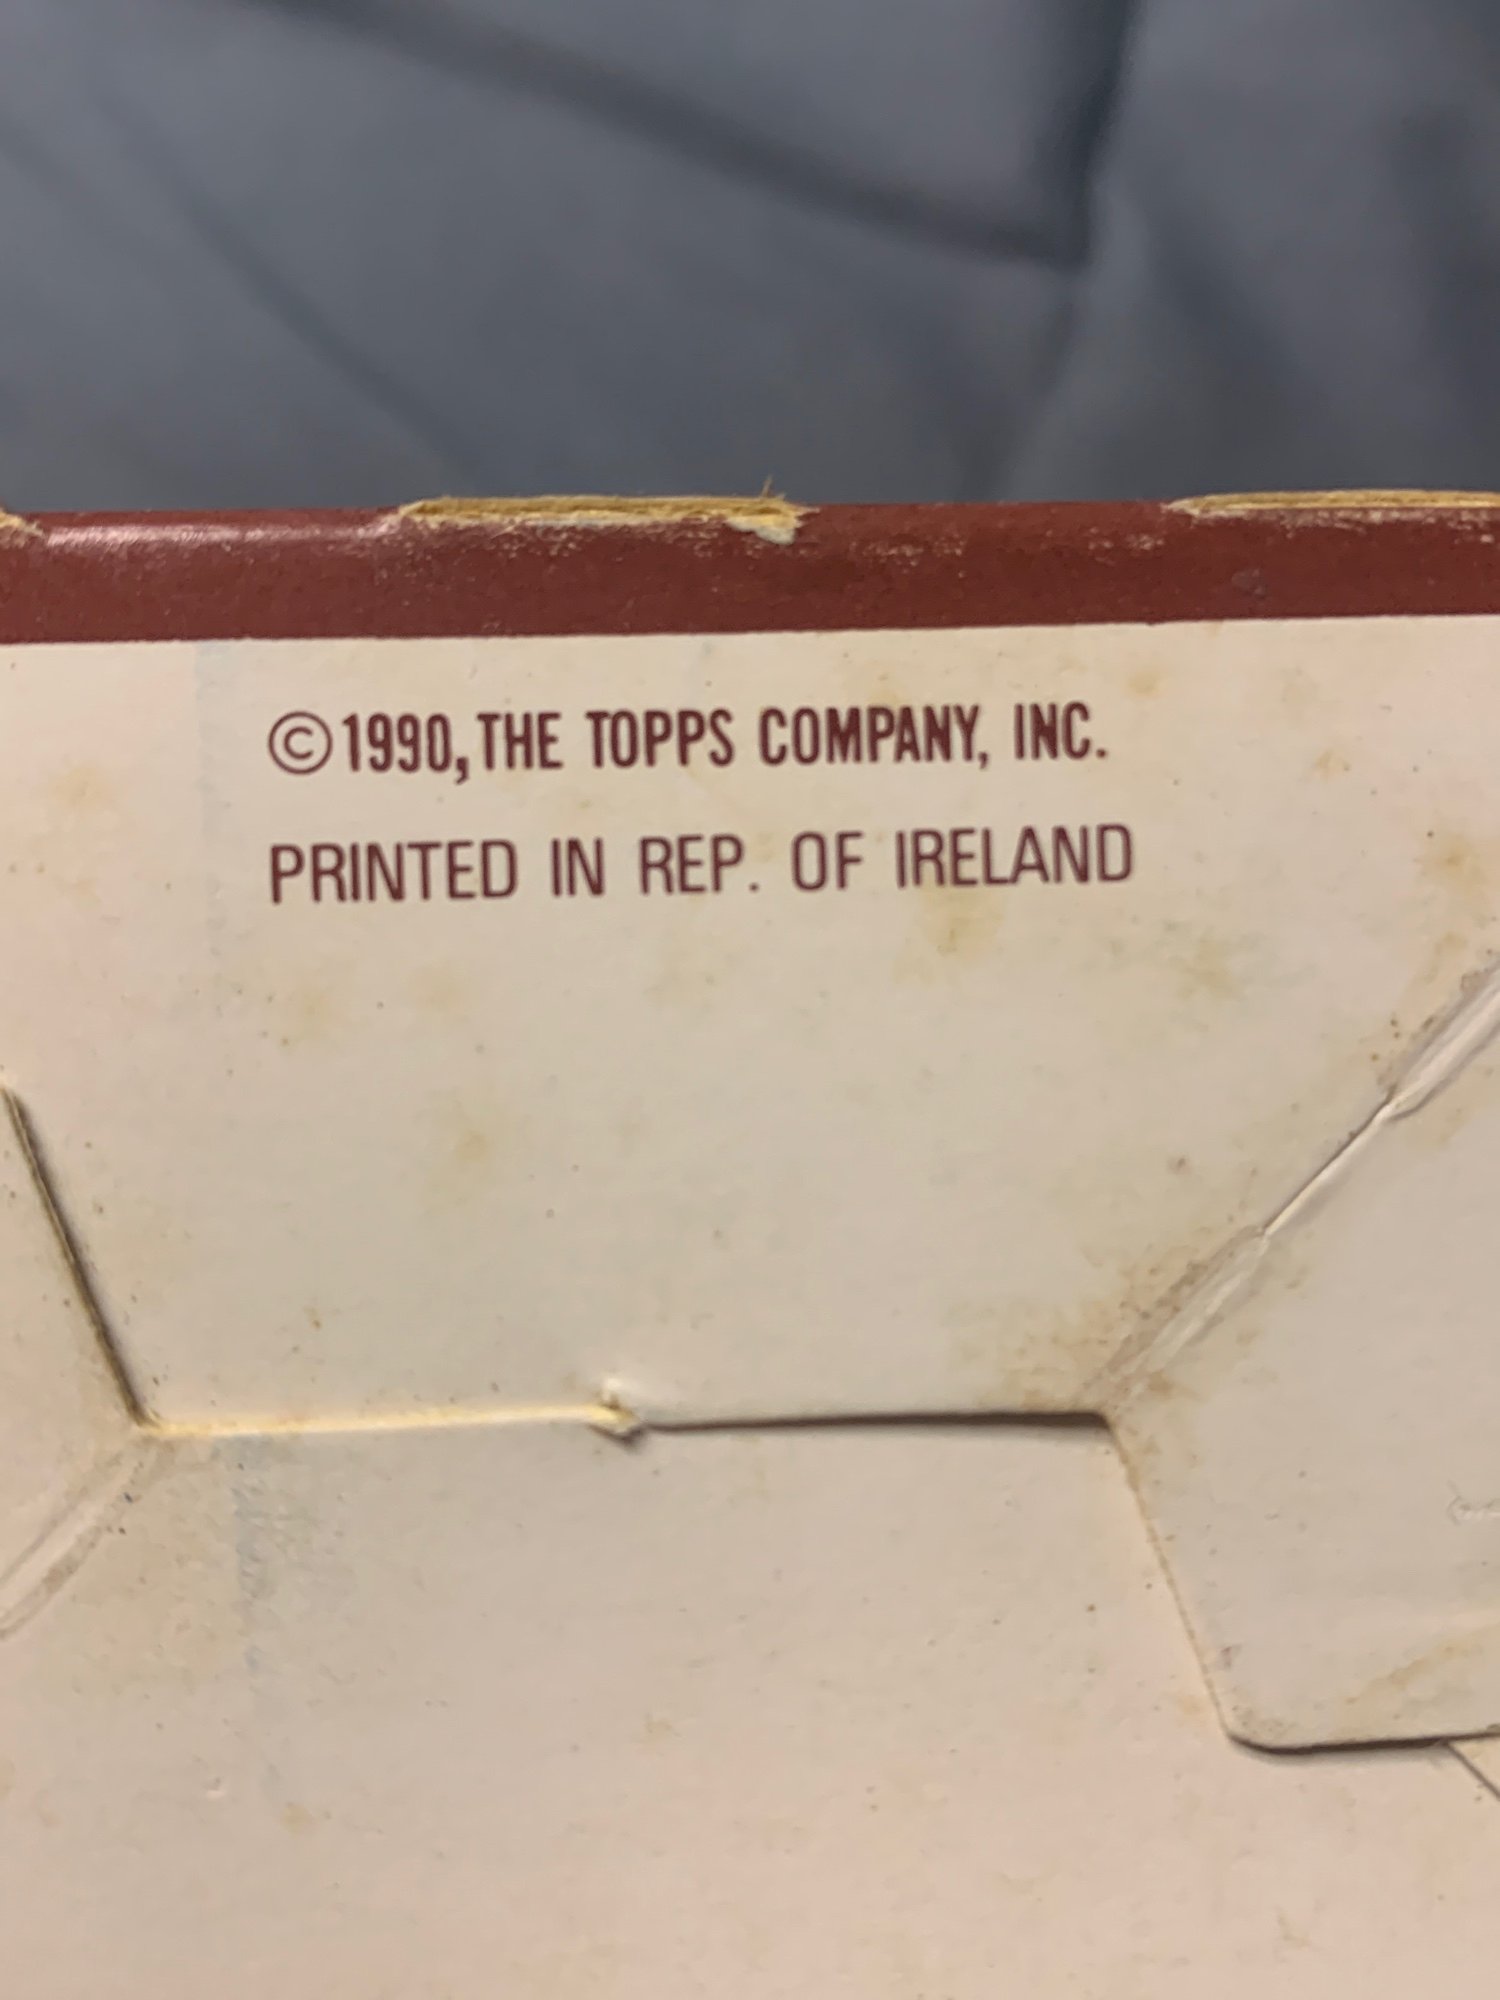 ©1990, THE TOPPS COMPANY, INC.
PRINTED IN REP. OF IRELAND